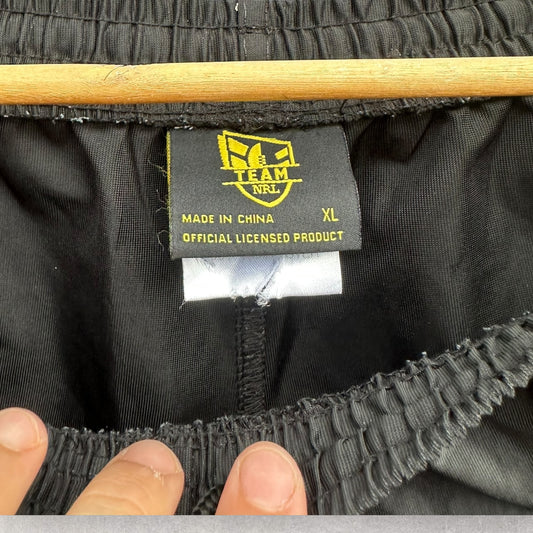 TEAM
NRL
MADE IN CHINA XL
OFFICIAL LICENSED PRODUCT